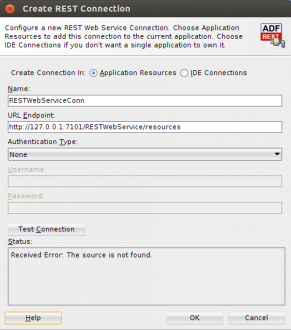 Create REST Connection
Configure a new REST Web Service Connection. Choose Application
Resources to add this connection to the current application. Choose
IDE Connections if you don't want a single application to own it.
ADF
REST
Create Connection In: Application Resources IDE Connections
Name:
RESTWebServiceConn
URL Endpoint:
http://127.0.0.1:7101/RESTWebService/resources
Authentication Type:
None
Username:
Password:
Test Connection
Status:
Received Error: The source is not found.
Help OK Cancel